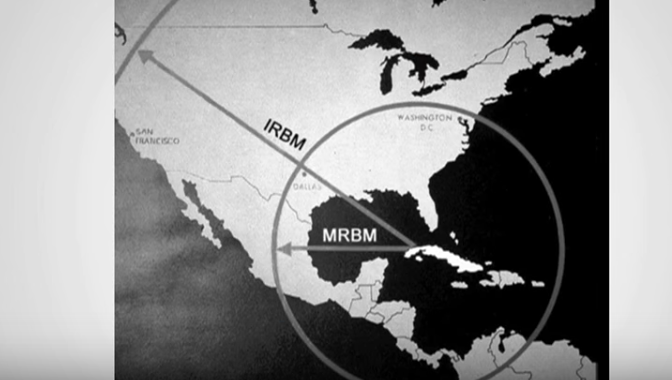 WASHINGTON
D.C.
IRBM
SAN
FRANCISCO
DALLAS
MRBM